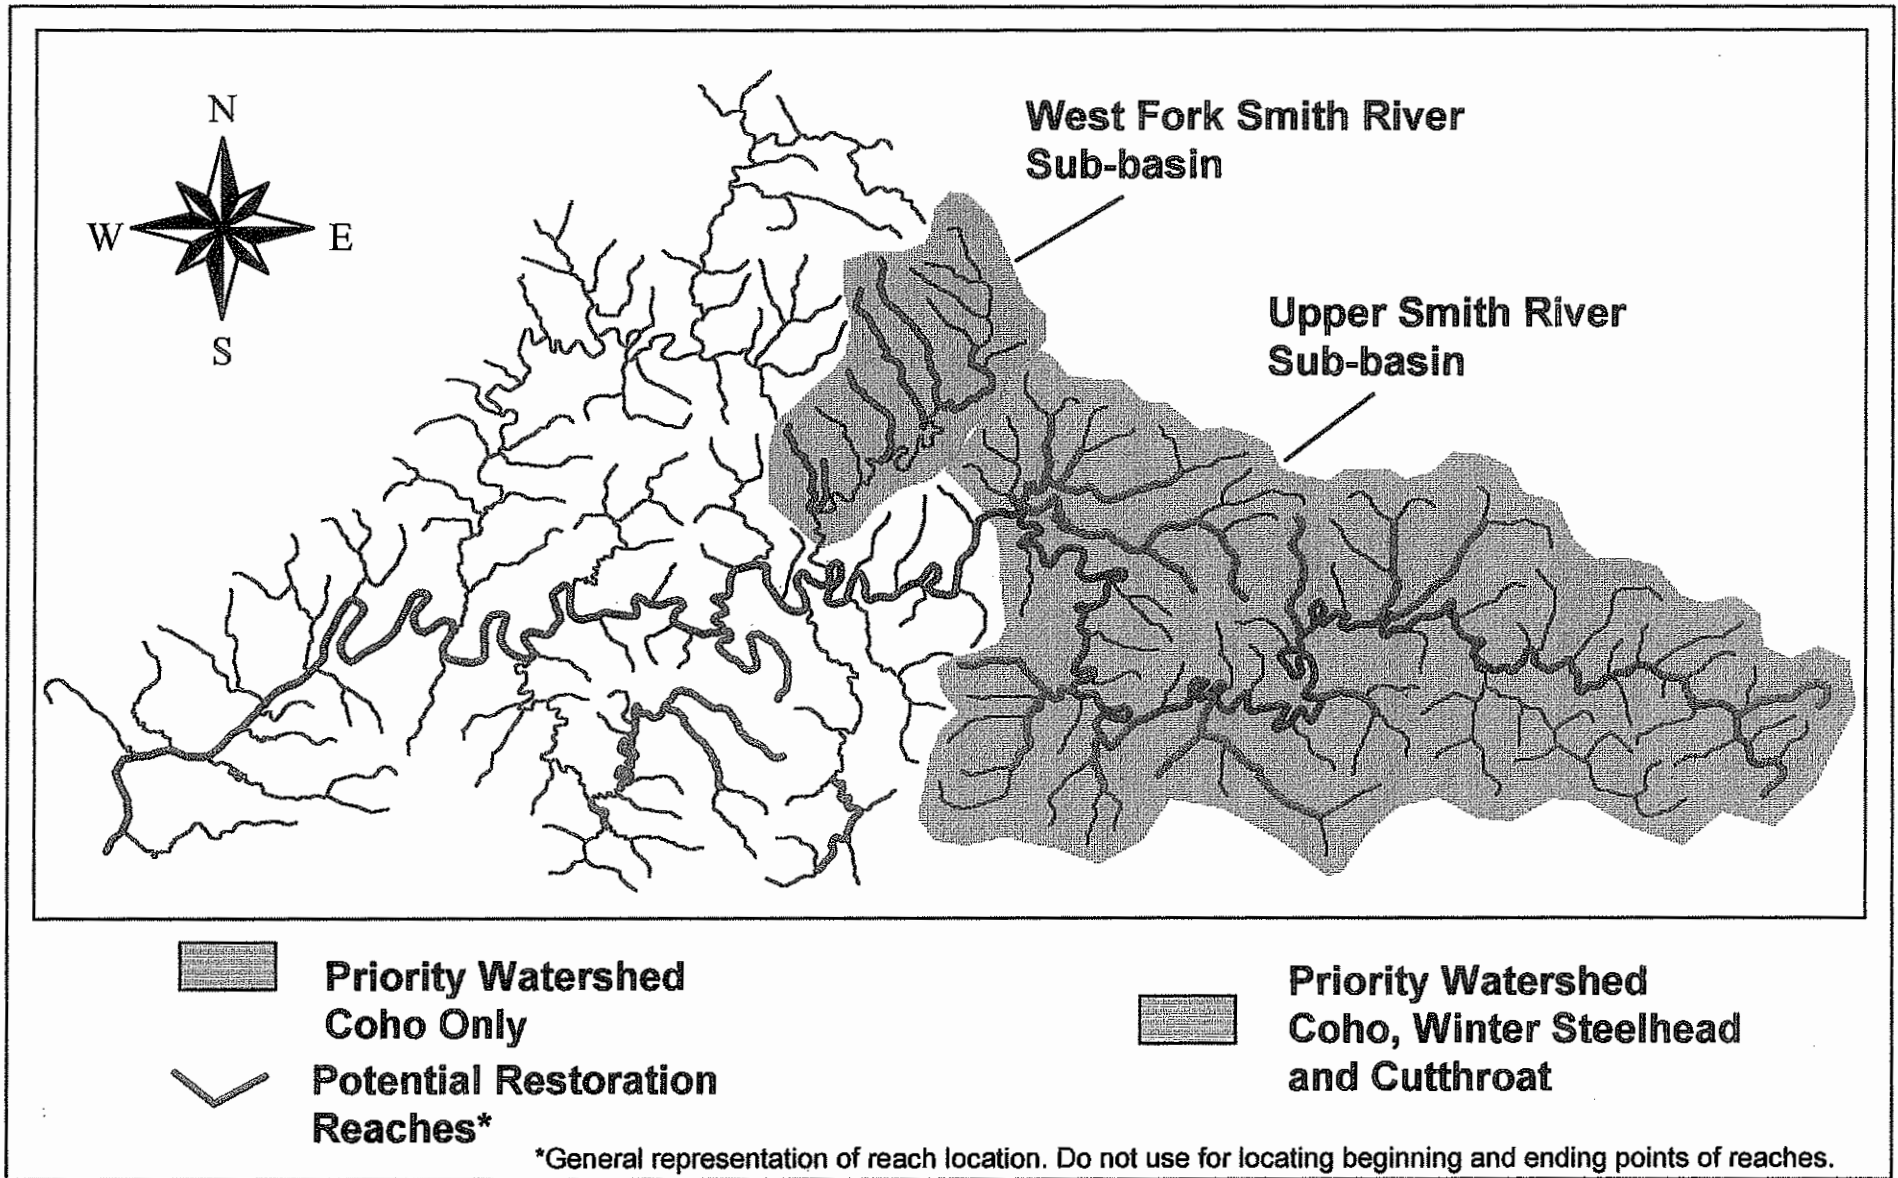 N
W
E
S
West Fork Smith River
Sub-basin
Upper Smith River
Sub-basin
Priority Watershed
Coho Only
Potential Restoration
Reaches*
Priority Watershed
Coho, Winter Steelhead
and Cutthroat
*General representation of reach location. Do not use for locating beginning and ending points of reaches.